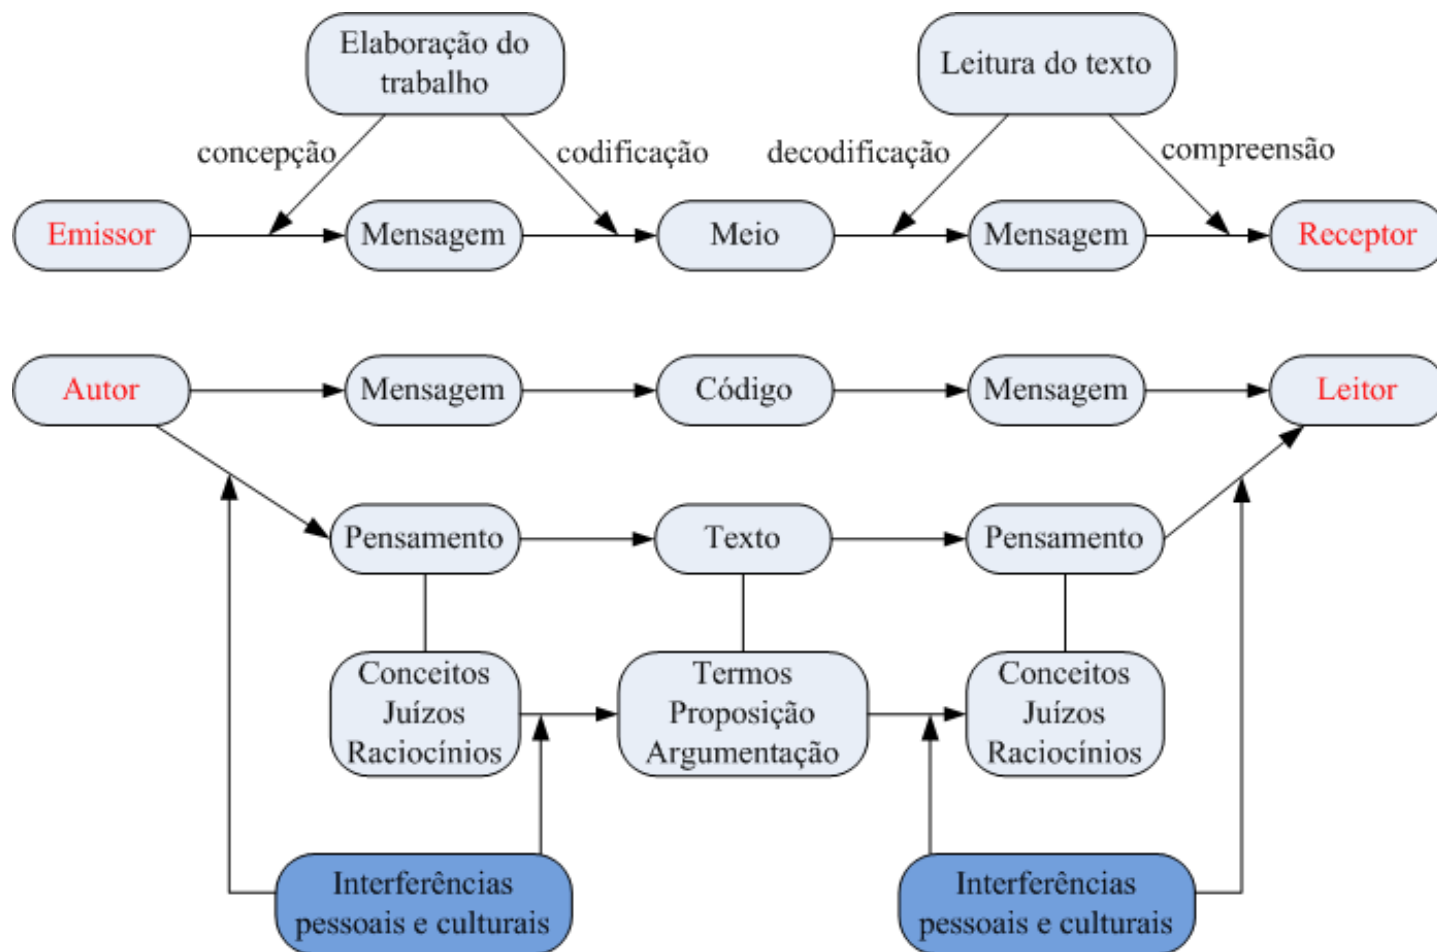 Elaboração do
trabalho
Leitura do texto
concepção
codificação
decodificação
compreensão
Emissor
Mensagem
Meio
Mensagem
Receptor
Autor
Mensagem
Código
Mensagem
Leitor
Pensamento
Texto
Pensamento
Conceitos
Juízos
Raciocínios
Termos
Proposição
Argumentação
Conceitos
Juízos
Raciocínios
Interferências
pessoais e culturais
Interferências
pessoais e culturais